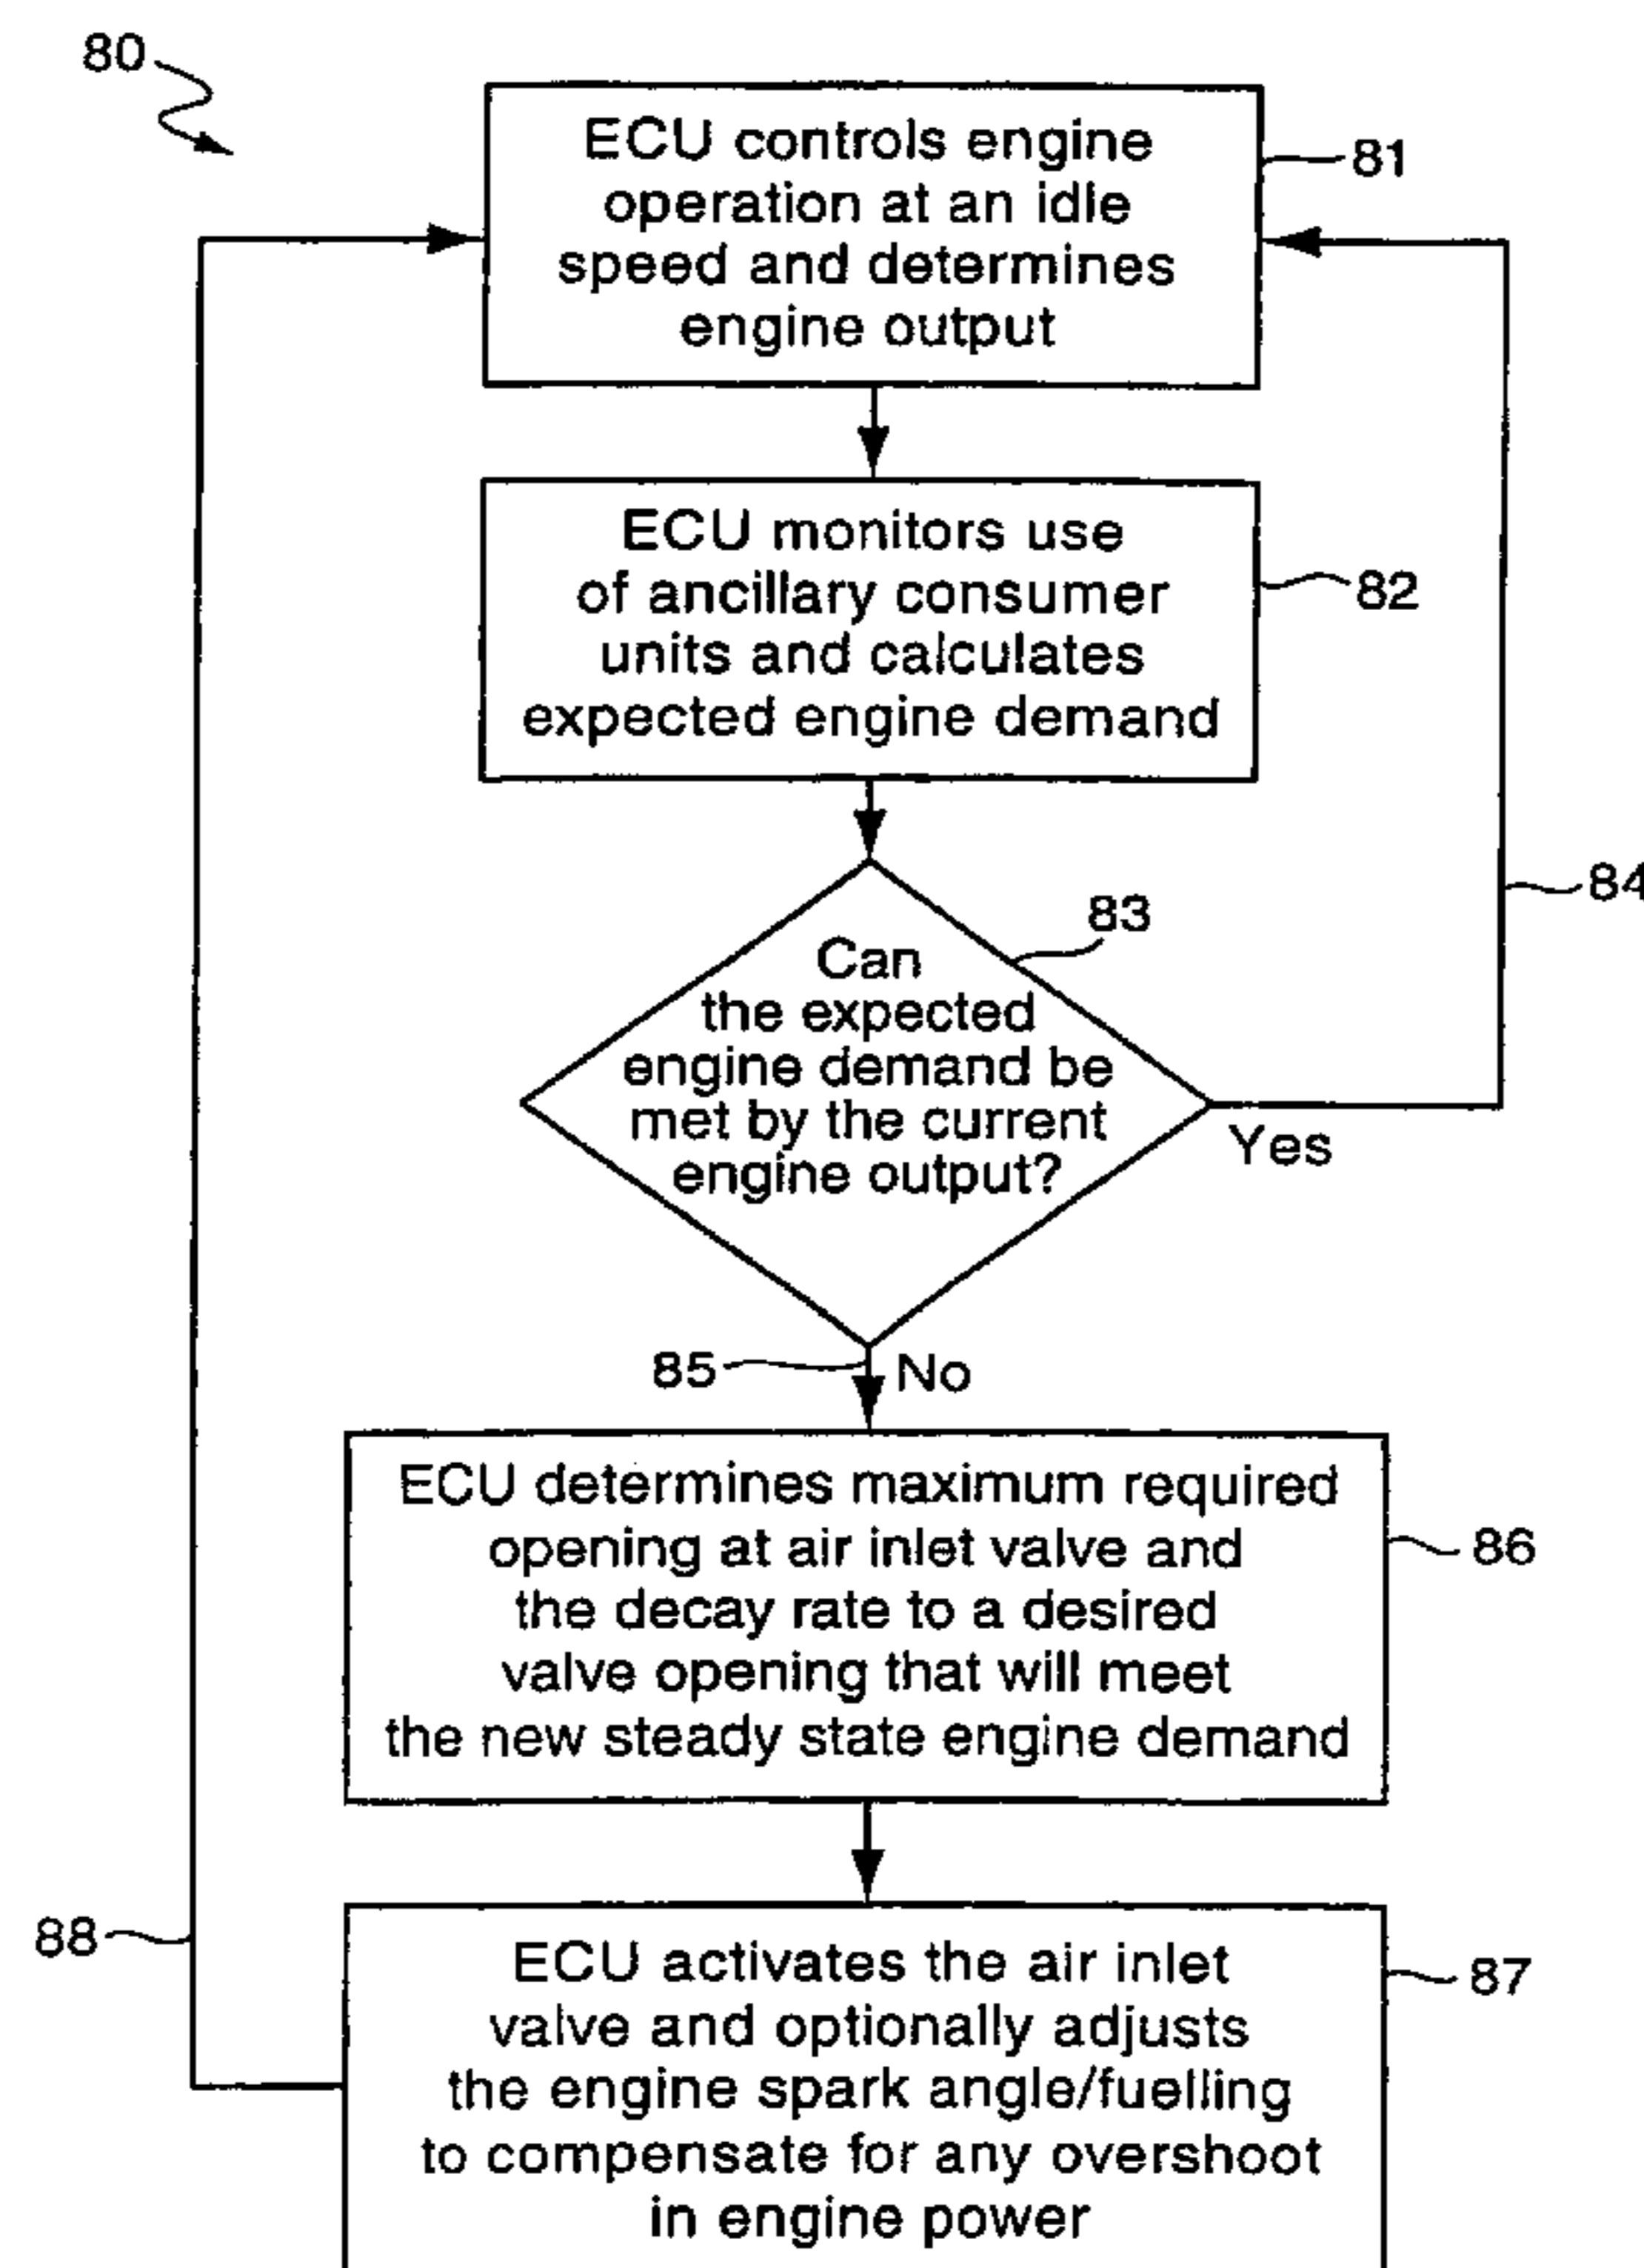 80
ECU controls engine
operation at an idle
speed and determines
engine output
81
ECU monitors use
of ancillary consumer
units and calculates
expected engine demand
82
83
Can
the expected
engine demand be
met by the current
engine output?
84
Yes
85
No
ECU determines maximum required
opening at air inlet valve and
the decay rate to a desired
valve opening that will meet
the new steady state engine demand
86
88
ECU activates the air inlet
valve and optionally adjusts
the engine spark angle/fuelling
to compensate for any overshoot
in engine power
87